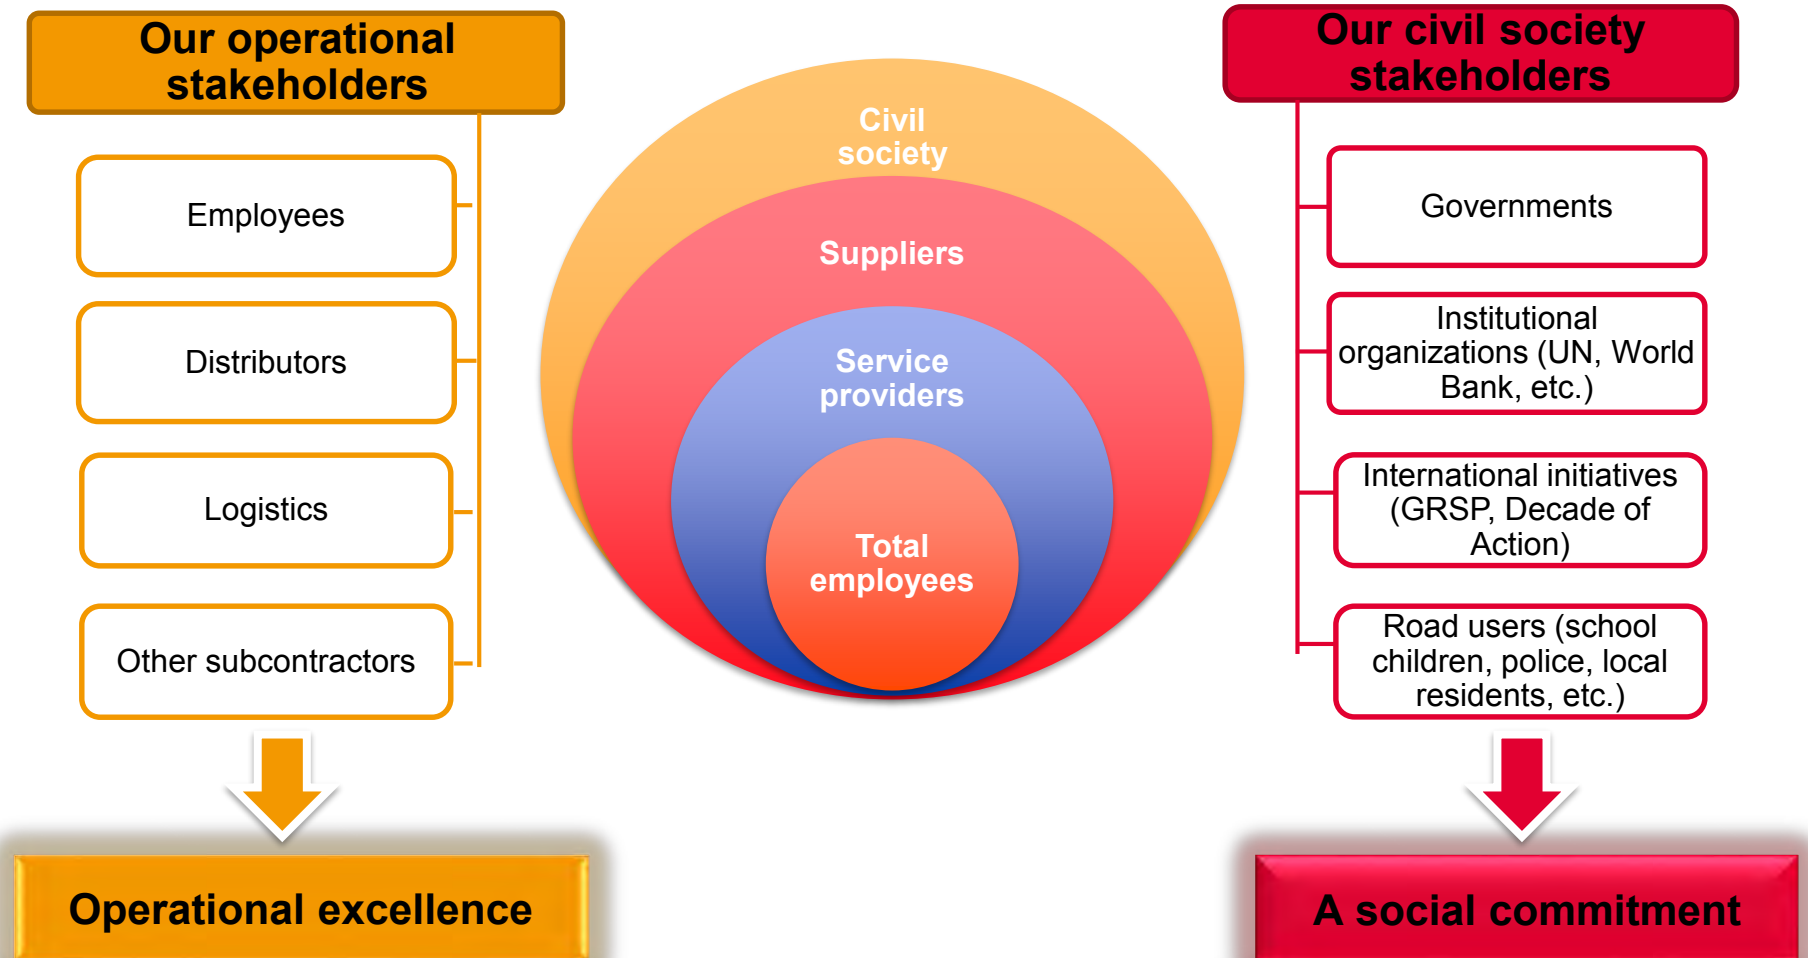 Our operational
stakeholders
Employees
Distributors
Logistics
Other subcontractors
Operational excellence
Civil
society
Suppliers
Service
providers
Total
employees
Our civil society
stakeholders
Governments
Institutional
organizations (UN, World
Bank, etc.)
International initiatives
(GRSP, Decade of
Action)
Road users (school
children, police, local
residents, etc.)
A social commitment